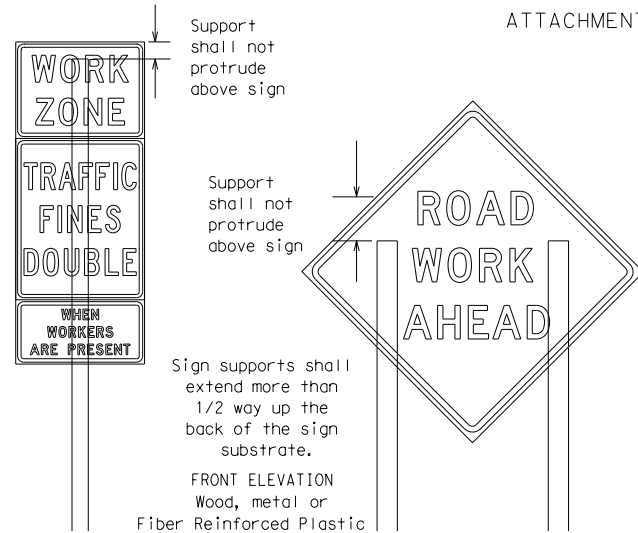 ATTACHMENT
Support
shall not
protrude
above sign
WORK
ZONE
TRAFFIC
FINES
DOUBLE
WHEN
WORKERS
ARE PRESENT
Support
shall not
protrude
above sign
ROAD
WORK
AHEAD
Sign supports shall
extend more than
1/2 way up the
back of the sign
substrate.
FRONT ELEVATION
Wood, metal or
Fiber Reinforced Plastic